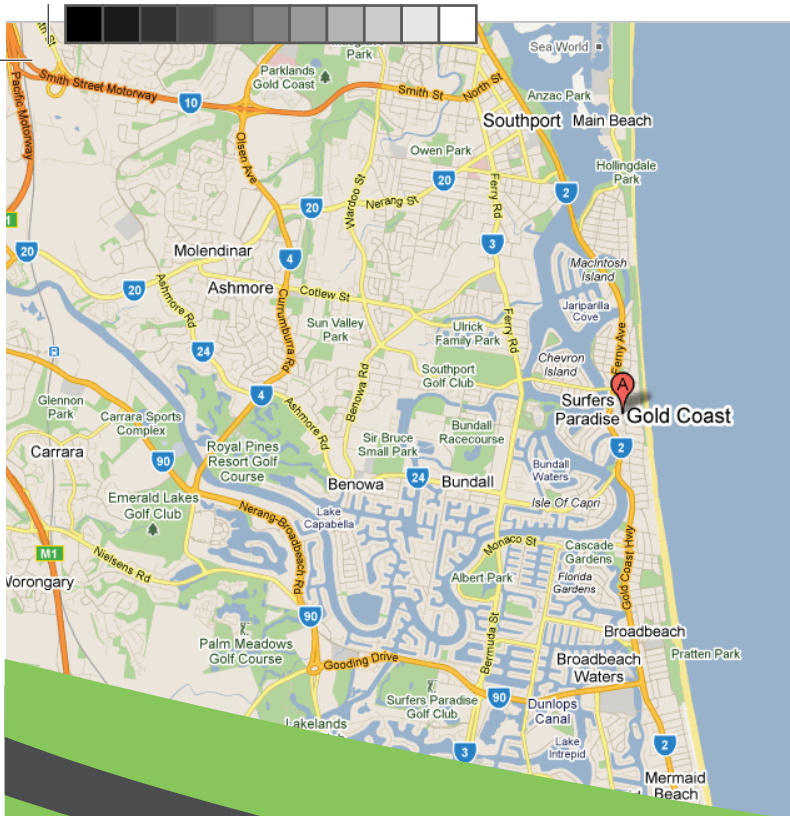 Sea World
Park
Parklands
Gold Coast
Pacific Motorway
Smith Street Motorway
10
Smith St
North St
Anzac Park
Southport
Main Beach
Olsen Ave
Owen Park
Hollingdale
Park
20
2
Wardoo St
Ferry Rd
20
Nerang St
1
3
20
Molendinar
4
MacIntosh
Island
20
Ashmore
Cotlew St
Ashmore Rd
Currumburra Rd
Jariparilla
Cove
Sun Valley
Park
Ulrick
Family Park
Ferry Rd
Ferny Ave
24
Chevron
Island
Southport
Golf Club
Benowa Rd
4
A
Glennon
Park
Surfers
Paradise
Gold Coast
Carrara Sports
Complex
Ashmore Rd
Carrara
Royal Pines
Resort Golf
Course
Sir Bruce
Small Park
Bundall
Racecourse
2
90
Bundall
Waters
24
Benowa
Bundall
Emerald Lakes
Golf Club
Isle Of Capri
Nerang-Broadbeach Rd
Lake
Capabella
Monaco St
M1
Cascade
Gardens
Nielsens Rd
Gold Coast Hwy
Worongary
Albert Park
Florida
Gardens
90
Bermuda St
Broadbeach
Palm Meadows
Golf Course
Pratten Park
Gooding Drive
Broadbeach
Waters
Surfers Paradise
Golf Club
90
Dunlops
Canal
Lakelands
3
Lake
Intrepid
2
Mermaid
Beach